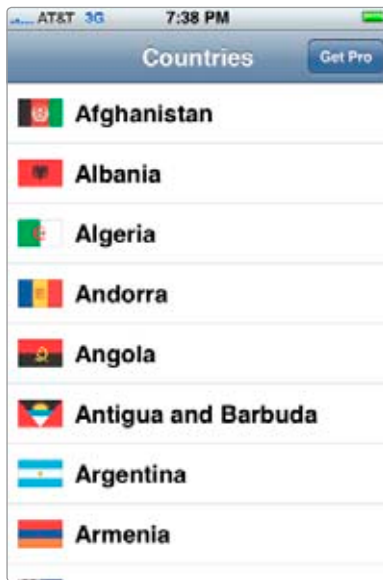 AT&T 3G 7:38 PM
Countries Get Pro
Afghanistan
Albania
Algeria
Andorra
Angola
Antigua and Barbuda
Argentina
Armenia